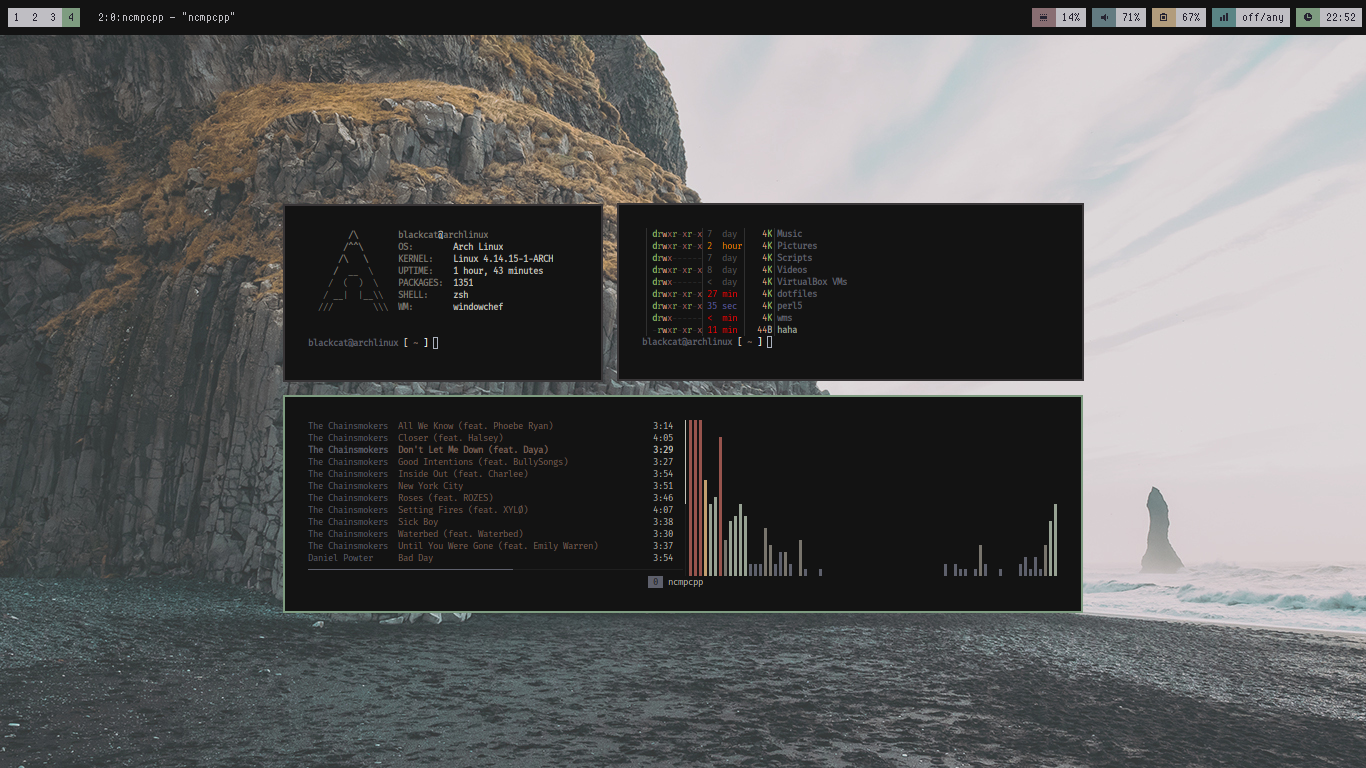 1 2 3 4 2:0:ncmpcpp - "ncmpcpp" 14% 71% 67% off/any 22:52
blackcat@archlinux
OS: Arch Linux
KERNEL: Linux 4.14.15-1-ARCH
UPTIME: 1 hour, 43 minutes
PACKAGES: 1351
SHELL: zsh
WM: windowchef
blackcat@archlinux [ ~ ]
drwxr-xr-x 7 day 4K Music
drwxr-xr-x 2 hour 4K Pictures
drwx------ 7 day 4K Scripts
drwxr-xr-x 8 day 4K Videos
drwx------ < day 4K VirtualBox VMs
drwxr-xr-x 27 min 4K dotfiles
drwxr-xr-x 35 sec 4K perl5
drwx------ < min 4K wms
-rwxr-xr-x 11 min 44B haha
blackcat@archlinux [ ~ ]
The Chainsmokers All We Know (feat. Phoebe Ryan) 3:14
The Chainsmokers Closer (feat. Halsey) 4:05
The Chainsmokers Don't Let Me Down (feat. Daya) 3:29
The Chainsmokers Good Intentions (feat. BullySongs) 3:27
The Chainsmokers Inside Out (feat. Charlee) 3:54
The Chainsmokers New York City 3:51
The Chainsmokers Roses (feat. ROZES) 3:46
The Chainsmokers Setting Fires (feat. XYLØ) 4:07
The Chainsmokers Sick Boy 3:38
The Chainsmokers Waterbed (feat. Waterbed) 3:30
The Chainsmokers Until You Were Gone (feat. Emily Warren) 3:37
Daniel Powter Bad Day 3:54
0 ncmpcpp